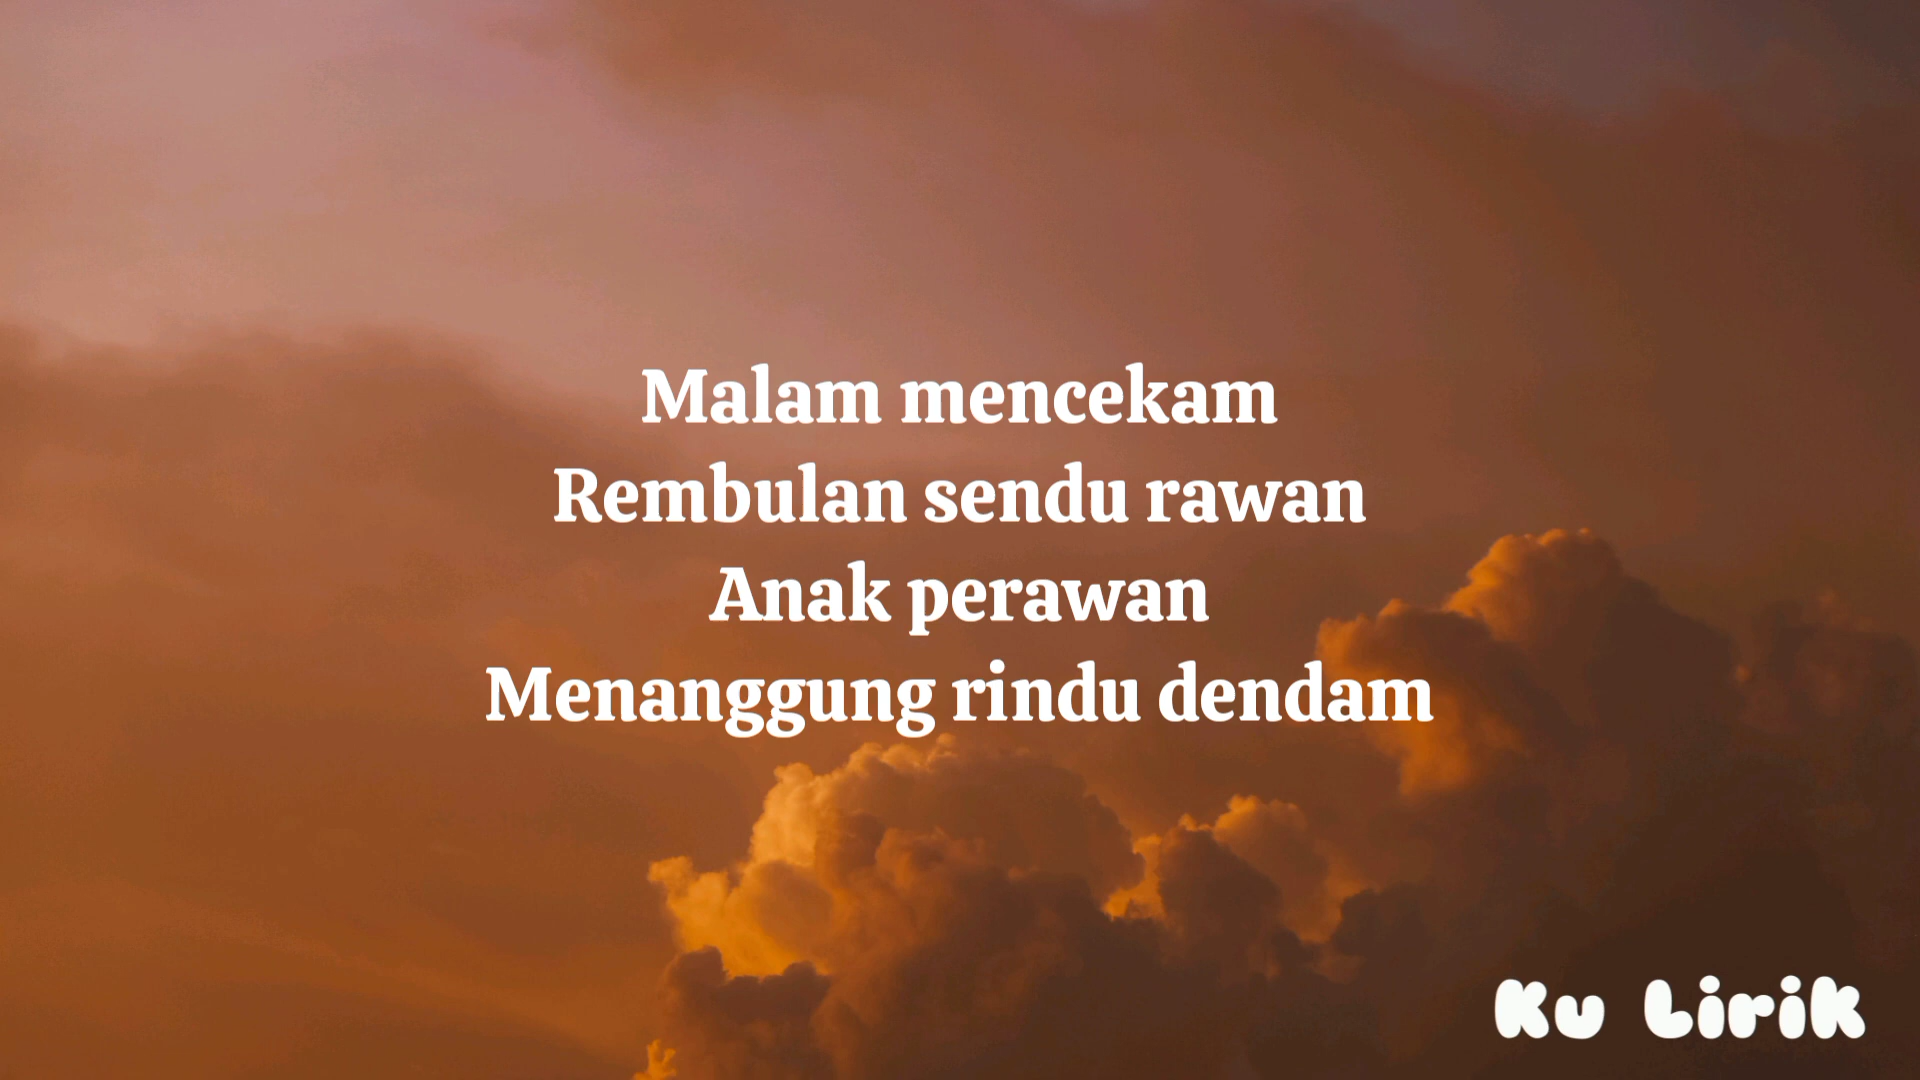 Malam mencekam
Rembulan sendu rawan
Anak perawan
Menanggung rindu dendam
Ku Lirik